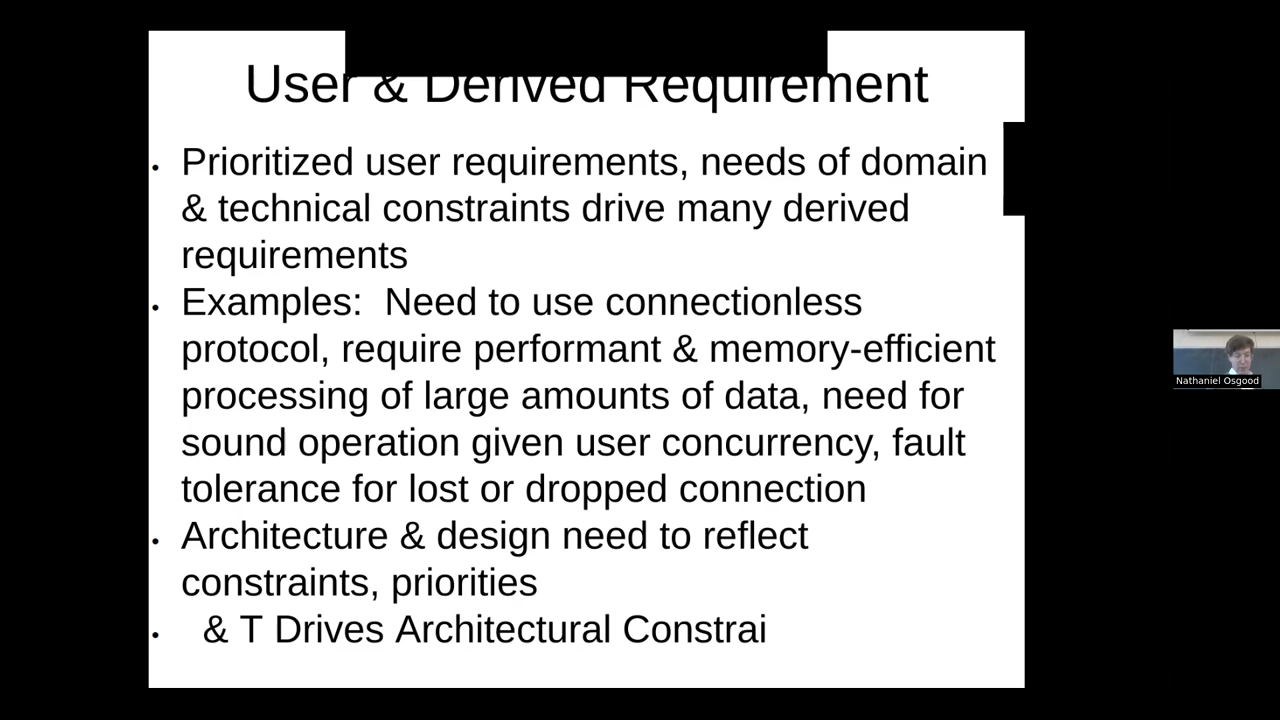 User & Derived Requirement
• Prioritized user requirements, needs of domain
& technical constraints drive many derived
requirements
• Examples:  Need to use connectionless
protocol, require performant & memory-efficient
processing of large amounts of data, need for
sound operation given user concurrency, fault
tolerance for lost or dropped connection
• Architecture & design need to reflect
constraints, priorities
• & T Drives Architectural Constrai
Nathaniel Osgood